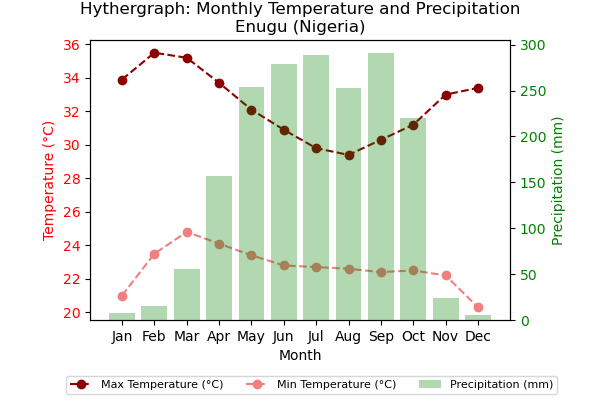 Hythergraph: Monthly Temperature and Precipitation
Enugu (Nigeria)
Temperature (°C)
36
34
32
30
28
26
24
22
20
300
250
200
150
100
50
0
Precipitation (mm)
Jan Feb Mar Apr May Jun Jul Aug Sep Oct Nov Dec
Month
Max Temperature (°C) Min Temperature (°C) Precipitation (mm)